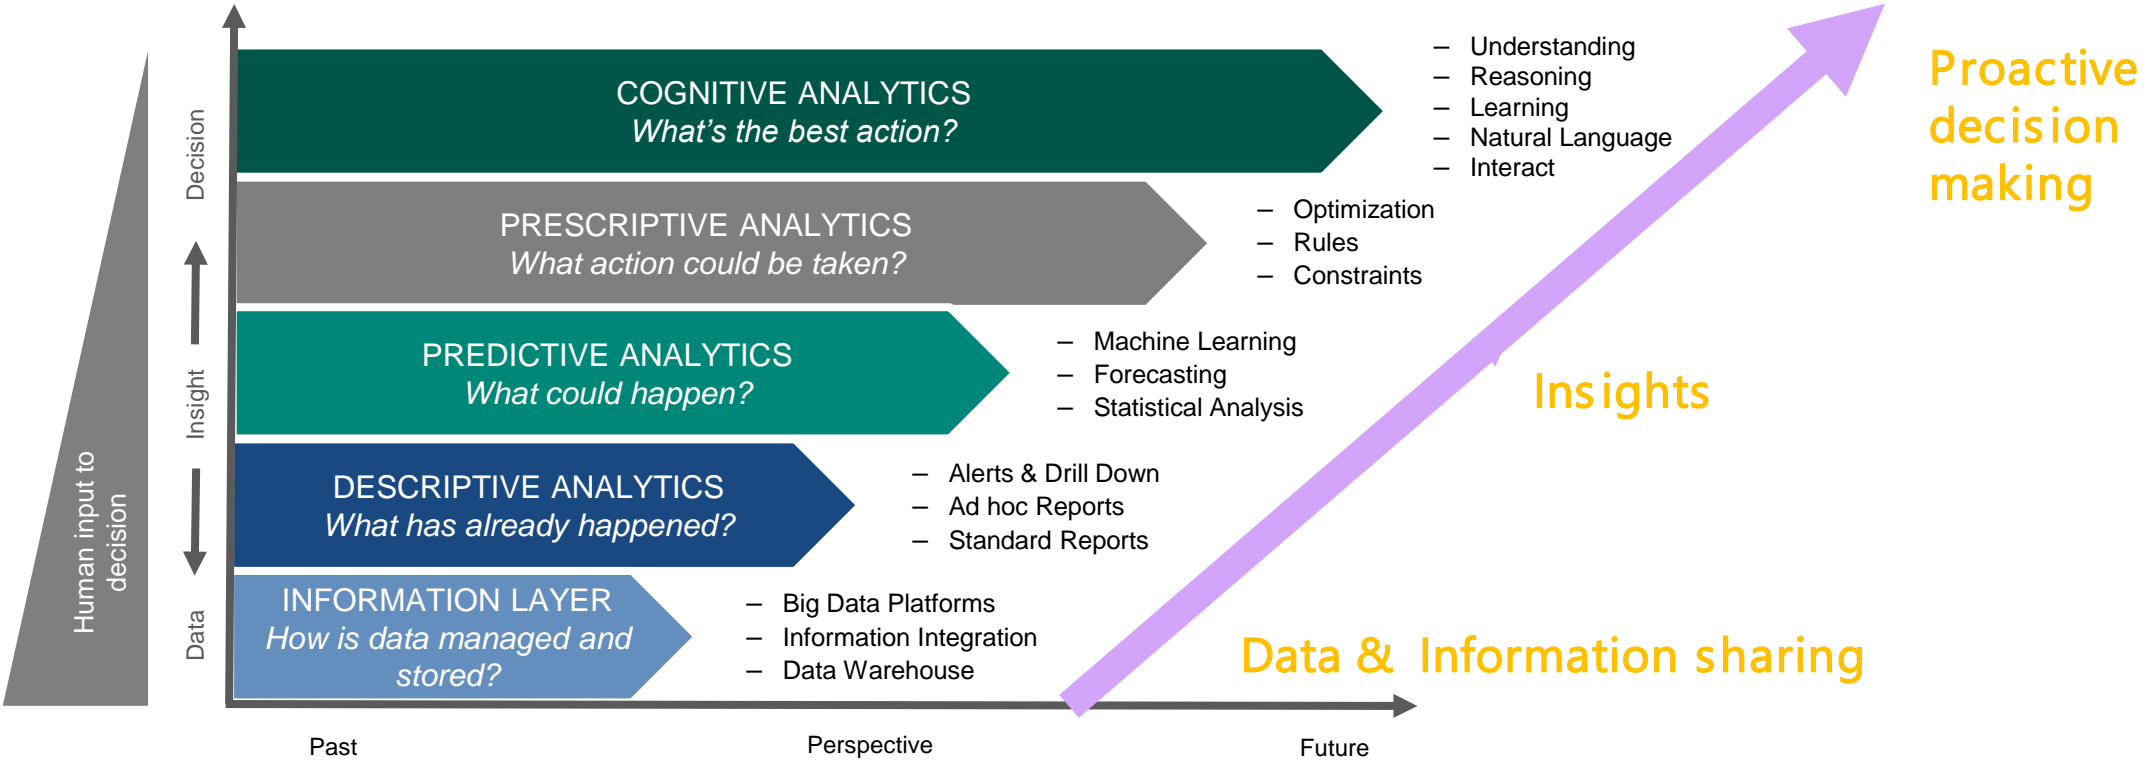 COGNITIVE ANALYTICS
What's the best action?
– Understanding
– Reasoning
– Learning
– Natural Language
– Interact
Proactive
decision
making
Decision
PRESCRIPTIVE ANALYTICS
What action could be taken?
– Optimization
– Rules
– Constraints
PREDICTIVE ANALYTICS
What could happen?
– Machine Learning
– Forecasting
– Statistical Analysis
Insights
Insight
DESCRIPTIVE ANALYTICS
What has already happened?
– Alerts & Drill Down
– Ad hoc Reports
– Standard Reports
Human input to
decision
Data
INFORMATION LAYER
How is data managed and
stored?
– Big Data Platforms
– Information Integration
– Data Warehouse
Data & Information sharing
Past
Perspective
Future